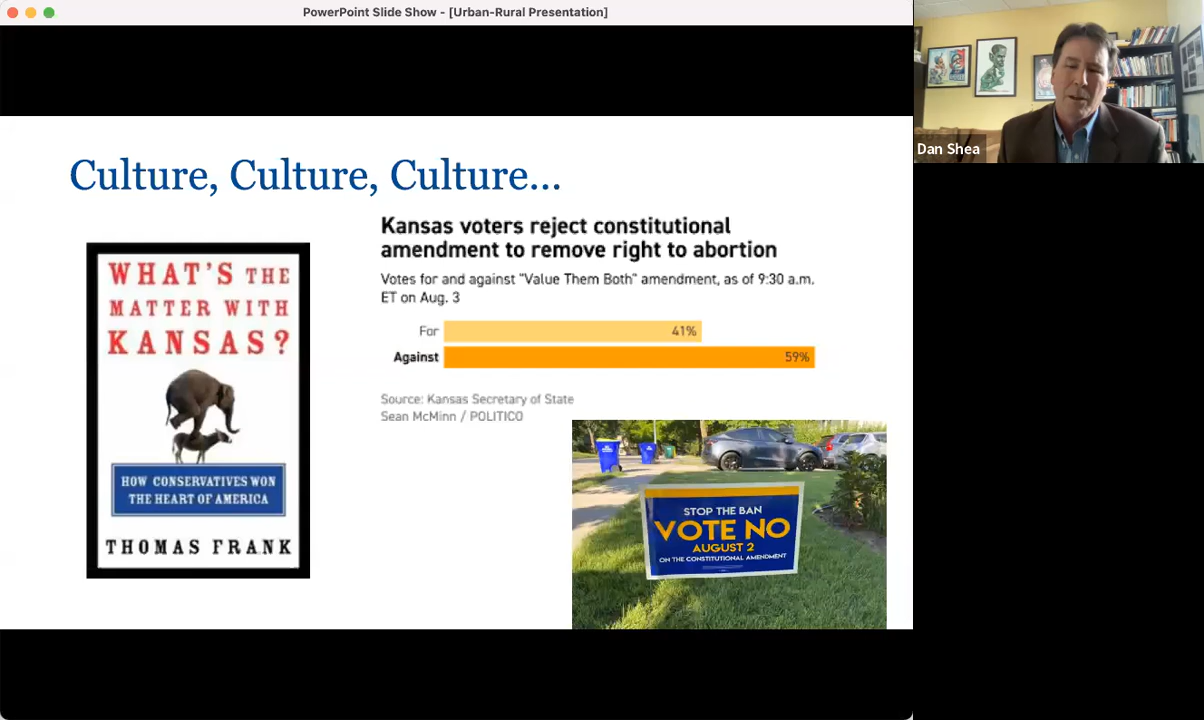 PowerPoint Slide Show - [Urban-Rural Presentation]
Dan Shea
Culture, Culture, Culture...
WHAT'S THE
MATTER WITH
KANSAS?
HOW CONSERVATIVES WON
THE HEART OF AMERICA
THOMAS FRANK
Kansas voters reject constitutional
amendment to remove right to abortion
Votes for and against "Value Them Both" amendment, as of 9:30 a.m.
ET on Aug. 3
For 41%
Against 59%
Source: Kansas Secretary of State
Sean McMinn / POLITICO
STOP THE BAN
VOTE NO
AUGUST 2
ON THE CONSTITUTIONAL AMENDMENT